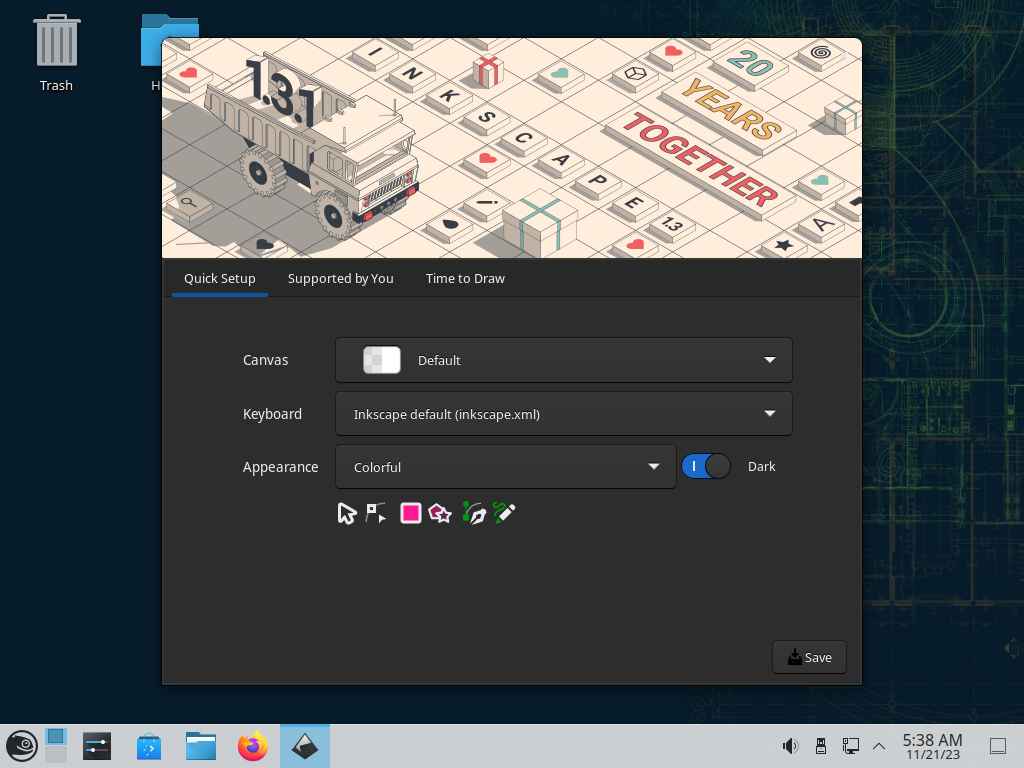 Trash
H
1.3.1
INKSCAPE 1.3
20
YEARS
TOGETHER
A
Quick Setup
Supported by You
Time to Draw
Canvas
Default
Keyboard
Inkscape default (inkscape.xml)
Appearance
Colorful
Dark
Save
5:38 AM
11/21/23